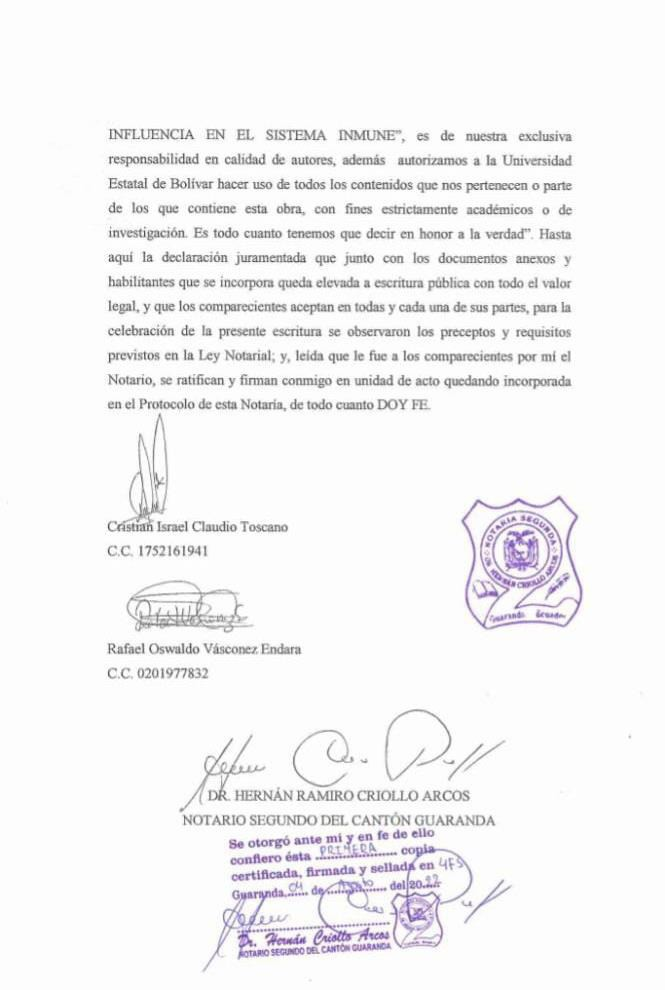 INFLUENCIA EN EL SISTEMA INMUNE”, es de nuestra exclusiva
responsabilidad en calidad de autores, además autorizamos a la Universidad
Estatal de Bolívar hacer uso de todos los contenidos que nos pertenecen o parte
de los que contiene esta obra, con fines estrictamente académicos o de
investigación. Es todo cuanto tenemos que decir en honor a la verdad”. Hasta
aquí la declaración juramentada que junto con los documentos anexos y
habilitantes que se incorpora queda elevada a escritura pública con todo el valor
legal, y que los comparecientes aceptan en todas y cada una de sus partes, para la
celebración de la presente escritura se observaron los preceptos y requisitos
previstos en la Ley Notarial; y, leída que le fue a los comparecientes por mí el
Notario, se ratifican y firman conmigo en unidad de acto quedando incorporada
en el Protocolo de esta Notaría, de todo cuanto DOY FE.
Cristian Israel Claudio Toscano
C.C. 1752161941
NOTARIA SEGUNDA
DR. HERNÁN CRIOLLO ARCOS
Guaranda Ecuador
Rafael Oswaldo Vásconez Endara
C.C. 0201977832
DR. HERNÁN RAMIRO CRIOLLO ARCOS
NOTARIO SEGUNDO DEL CANTÓN GUARANDA
Se otorgó ante mí y en fe de ello
confiero ésta PRIMERA copia
certificada, firmada y sellada en 4FS
Guaranda, 04 de Agosto del 2022
Dr. Hernán Criollo Arcos
NOTARIO SEGUNDO DEL CANTÓN GUARANDA